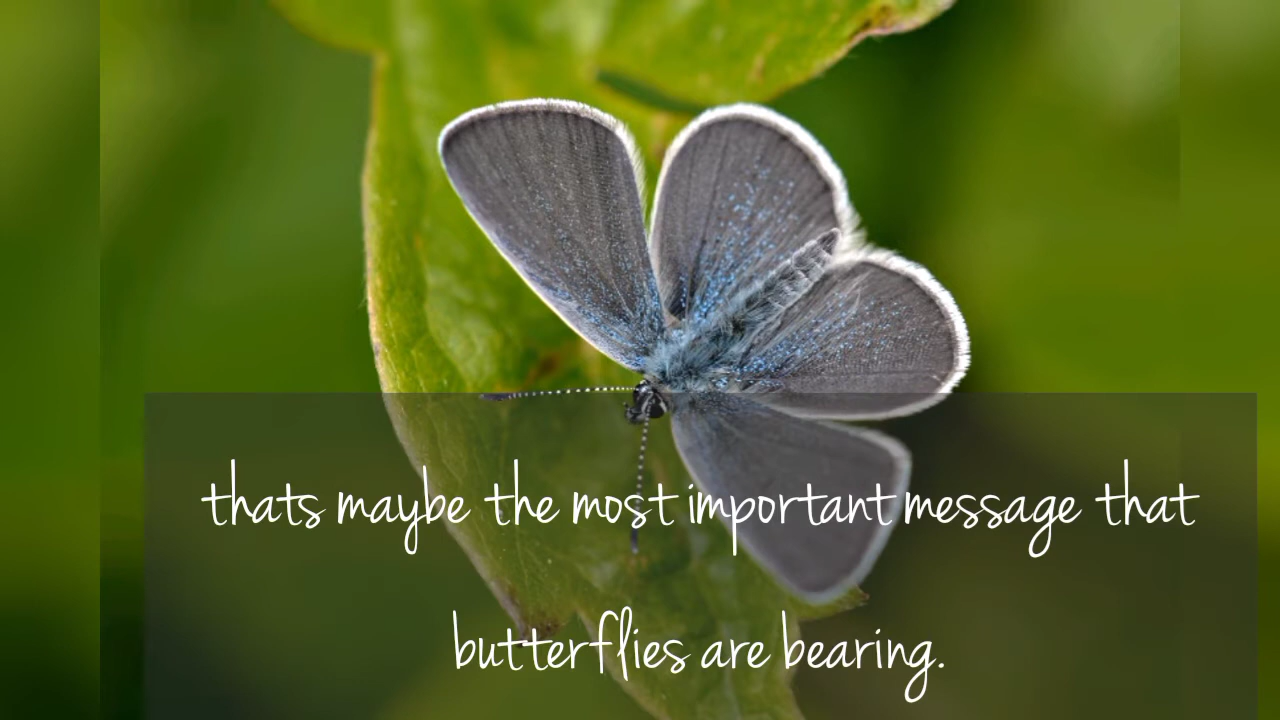 thats maybe the most important message that
butterflies are bearing.